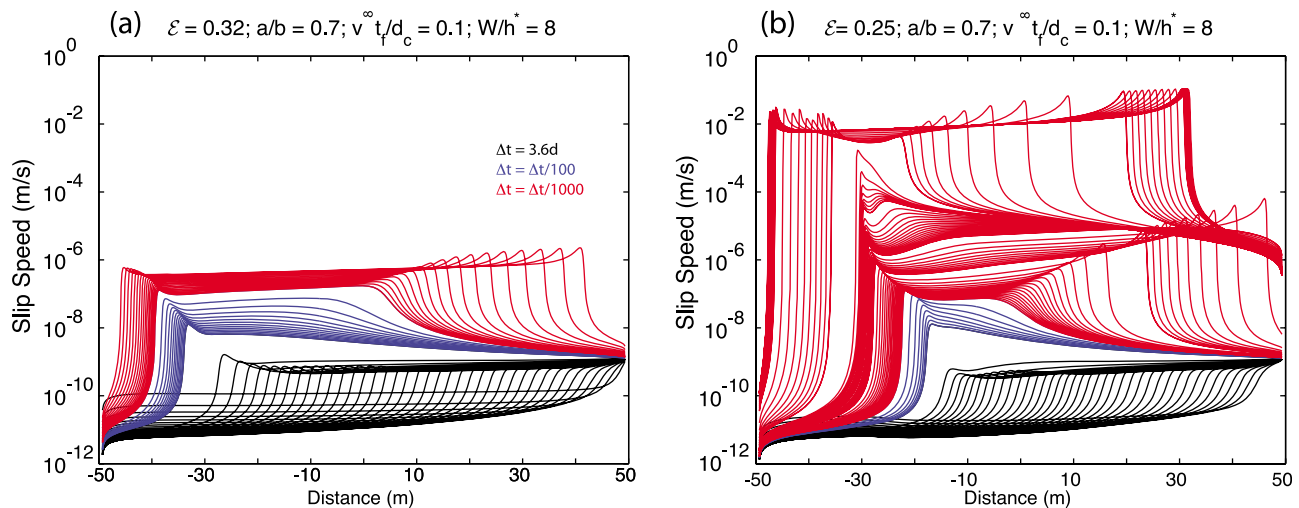 (a) ℰ = 0.32; a/b = 0.7; v^∞ t_f/d_c = 0.1; W/h^* = 8
10^0
10^-2
10^-4
10^-6
10^-8
10^-10
10^-12
Slip Speed (m/s)
Δt = 3.6d
Δt = Δt/100
Δt = Δt/1000
-50 -40 -30 -10 10 30 50
Distance (m)
(b) ℰ = 0.25; a/b = 0.7; v^∞ t_f/d_c = 0.1; W/h^* = 8
10^0
10^-2
10^-4
10^-6
10^-8
10^-10
10^-12
Slip Speed (m/s)
-50 -40 -30 -10 10 30 50
Distance (m)